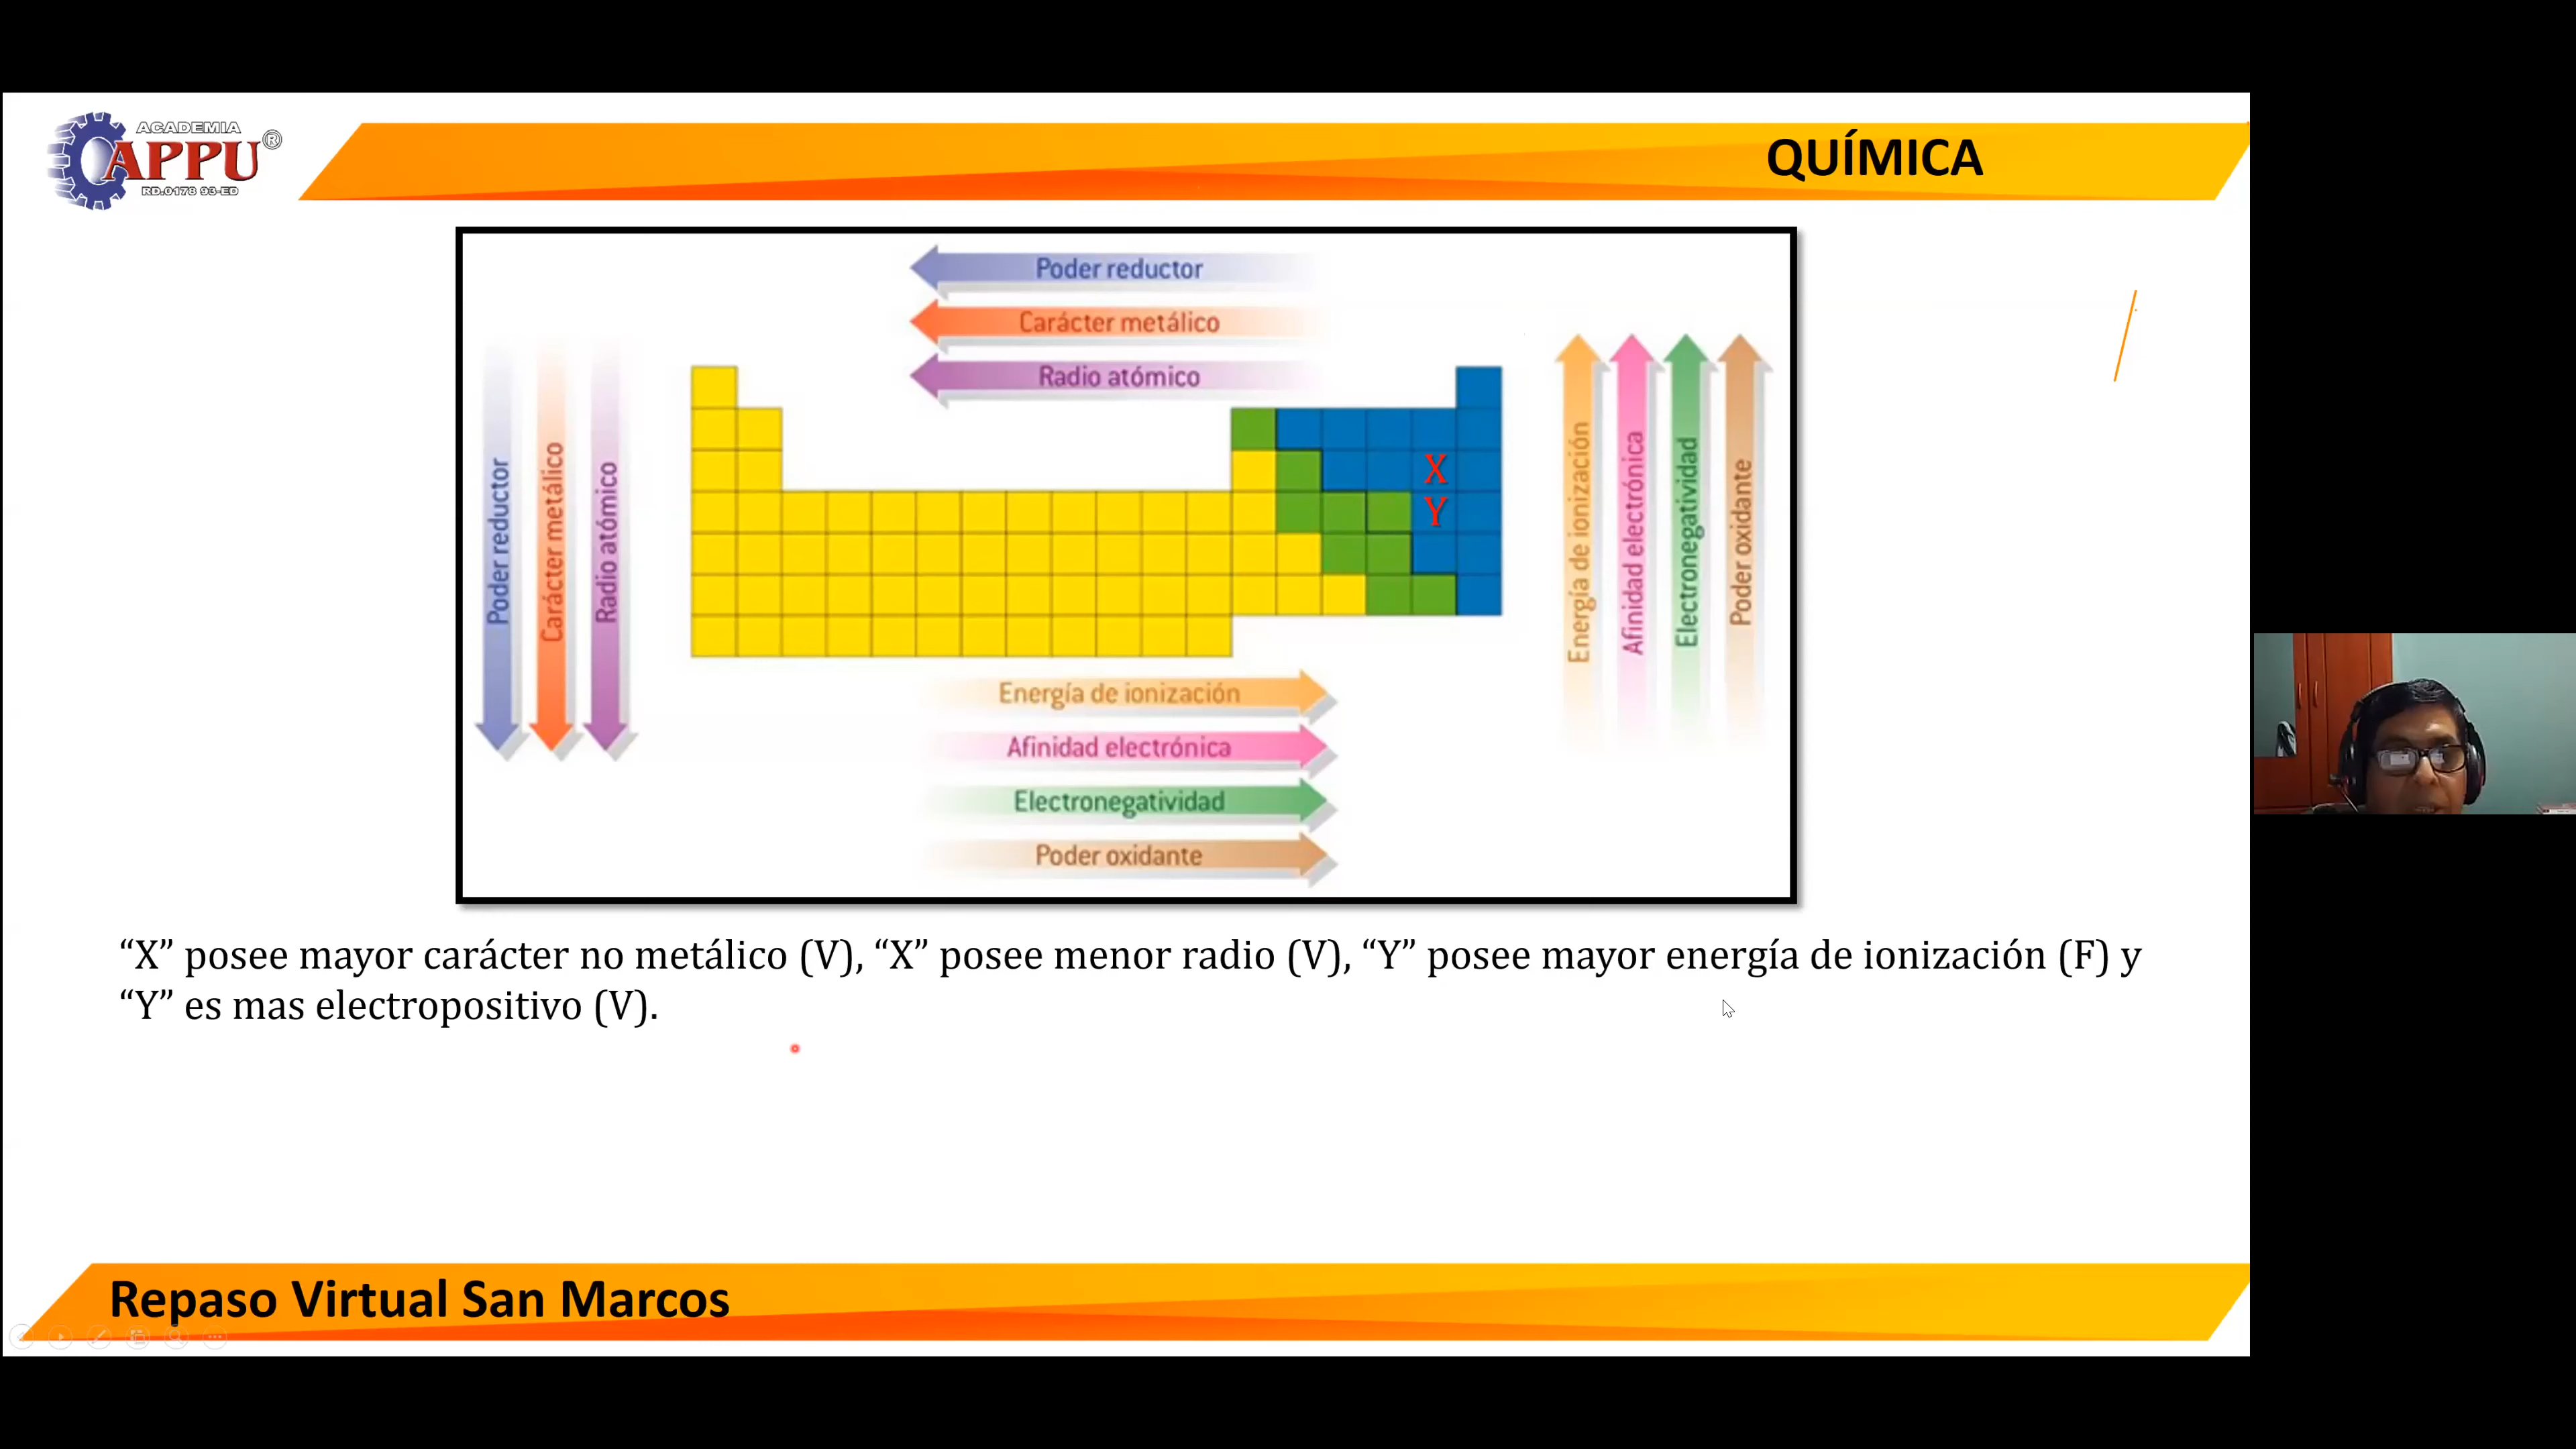 ACADEMIA
APPU®
RD.0178 93-ED
QUÍMICA
Poder reductor
Carácter metálico
Radio atómico
Poder reductor
Carácter metálico
Radio atómico
X
Y
Energía de ionización
Afinidad electrónica
Electronegatividad
Poder oxidante
Energía de ionización
Afinidad electrónica
Electronegatividad
Poder oxidante
“X” posee mayor carácter no metálico (V), “X” posee menor radio (V), “Y” posee mayor energía de ionización (F) y
“Y” es mas electropositivo (V).
Repaso Virtual San Marcos